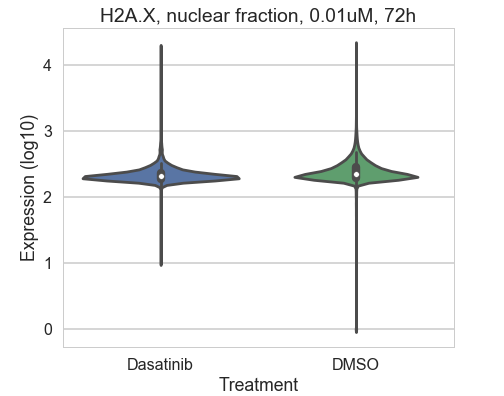 H2A.X, nuclear fraction, 0.01uM, 72h
Expression (log10)
4
3
2
1
0
Dasatinib DMSO
Treatment